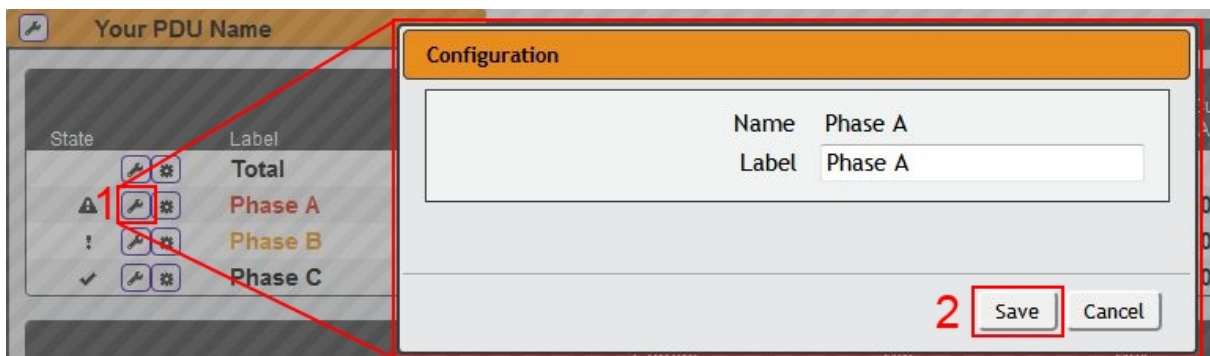 Your PDU Name
Configuration
Name Phase A
Label Phase A
State Label
Total
1 Phase A
Phase B
Phase C
2 Save Cancel